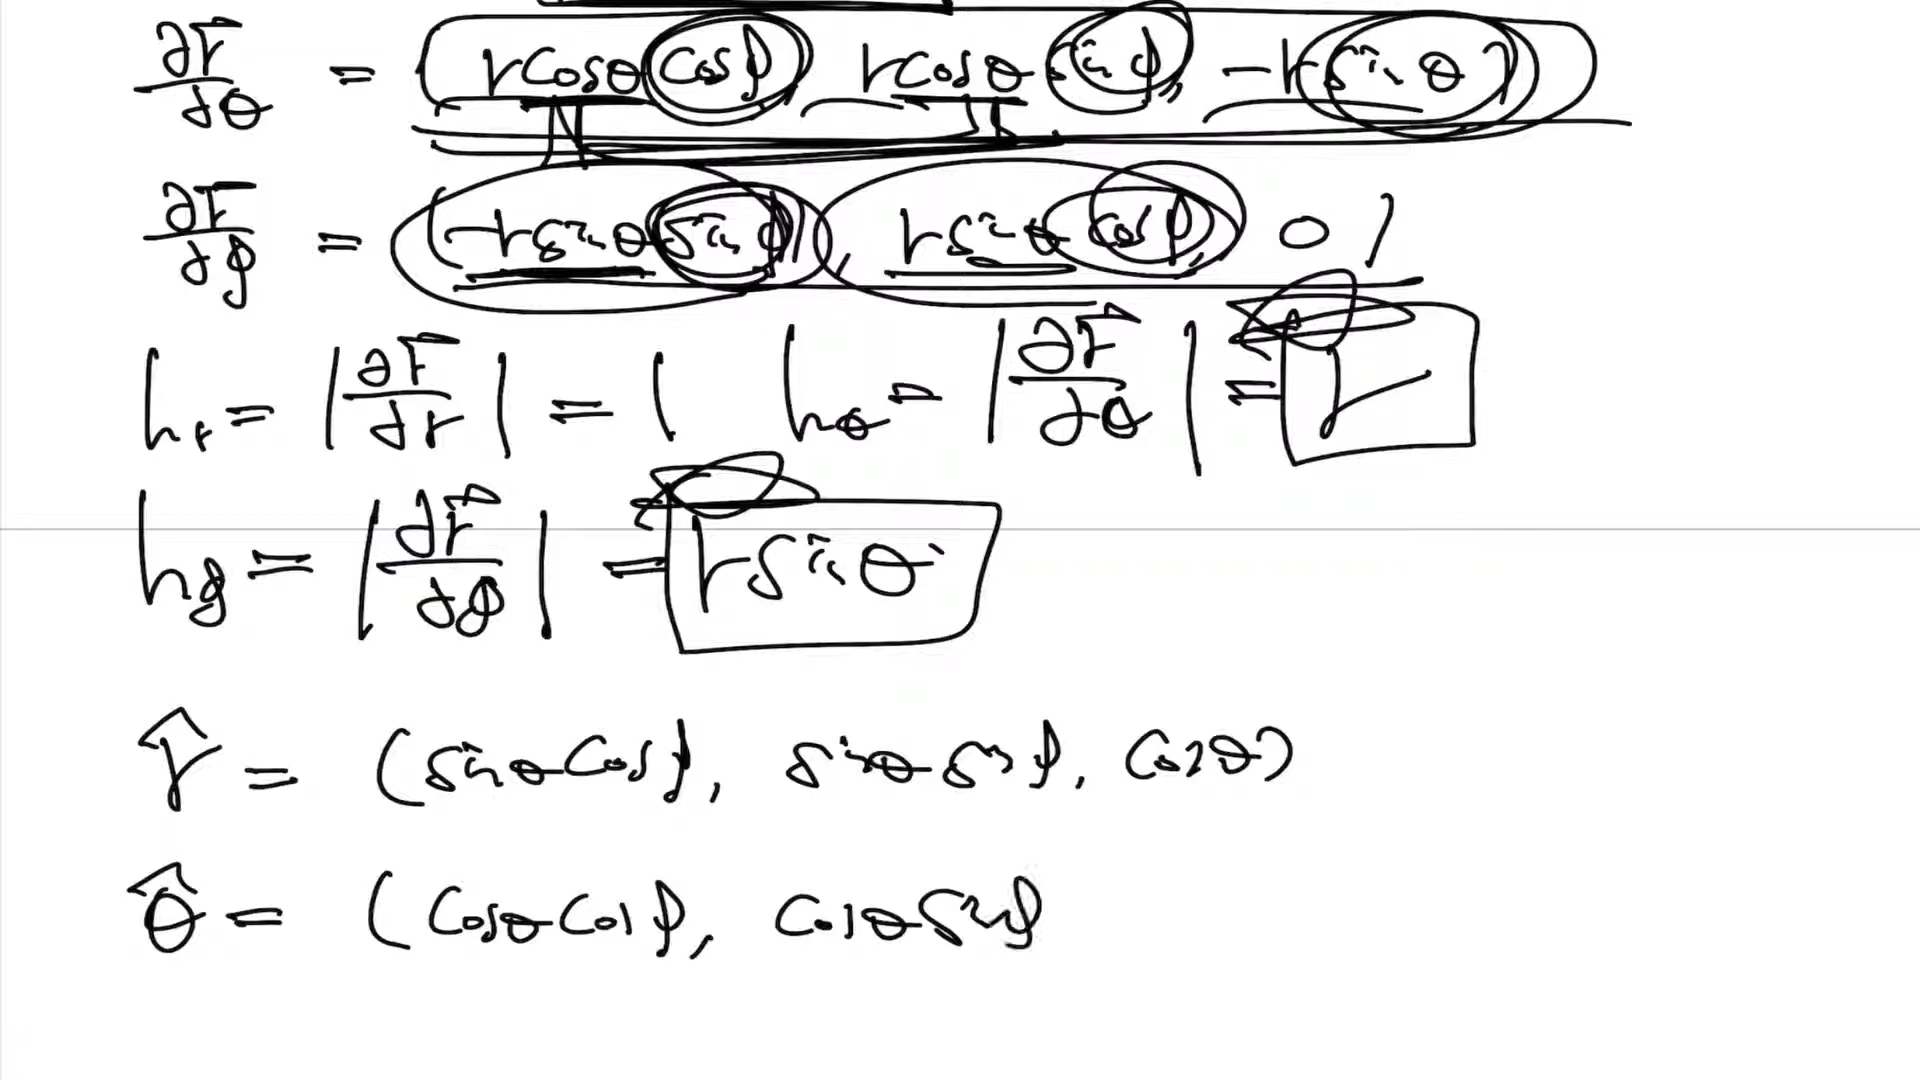 ∂r⃗/∂θ = (r cosθ cosφ, r cosθ sinφ, -r sinθ)
∂r⃗/∂φ = (-r sinθ sinφ, r sinθ cosφ, 0)
h_r = |∂r⃗/∂r| = 1 h_θ = |∂r⃗/∂θ| = r
h_φ = |∂r⃗/∂φ| = r sinθ
r̂ = (sinθ cosφ, sinθ sinφ, cosθ)
θ̂ = (cosθ cosφ, cosθ sinφ